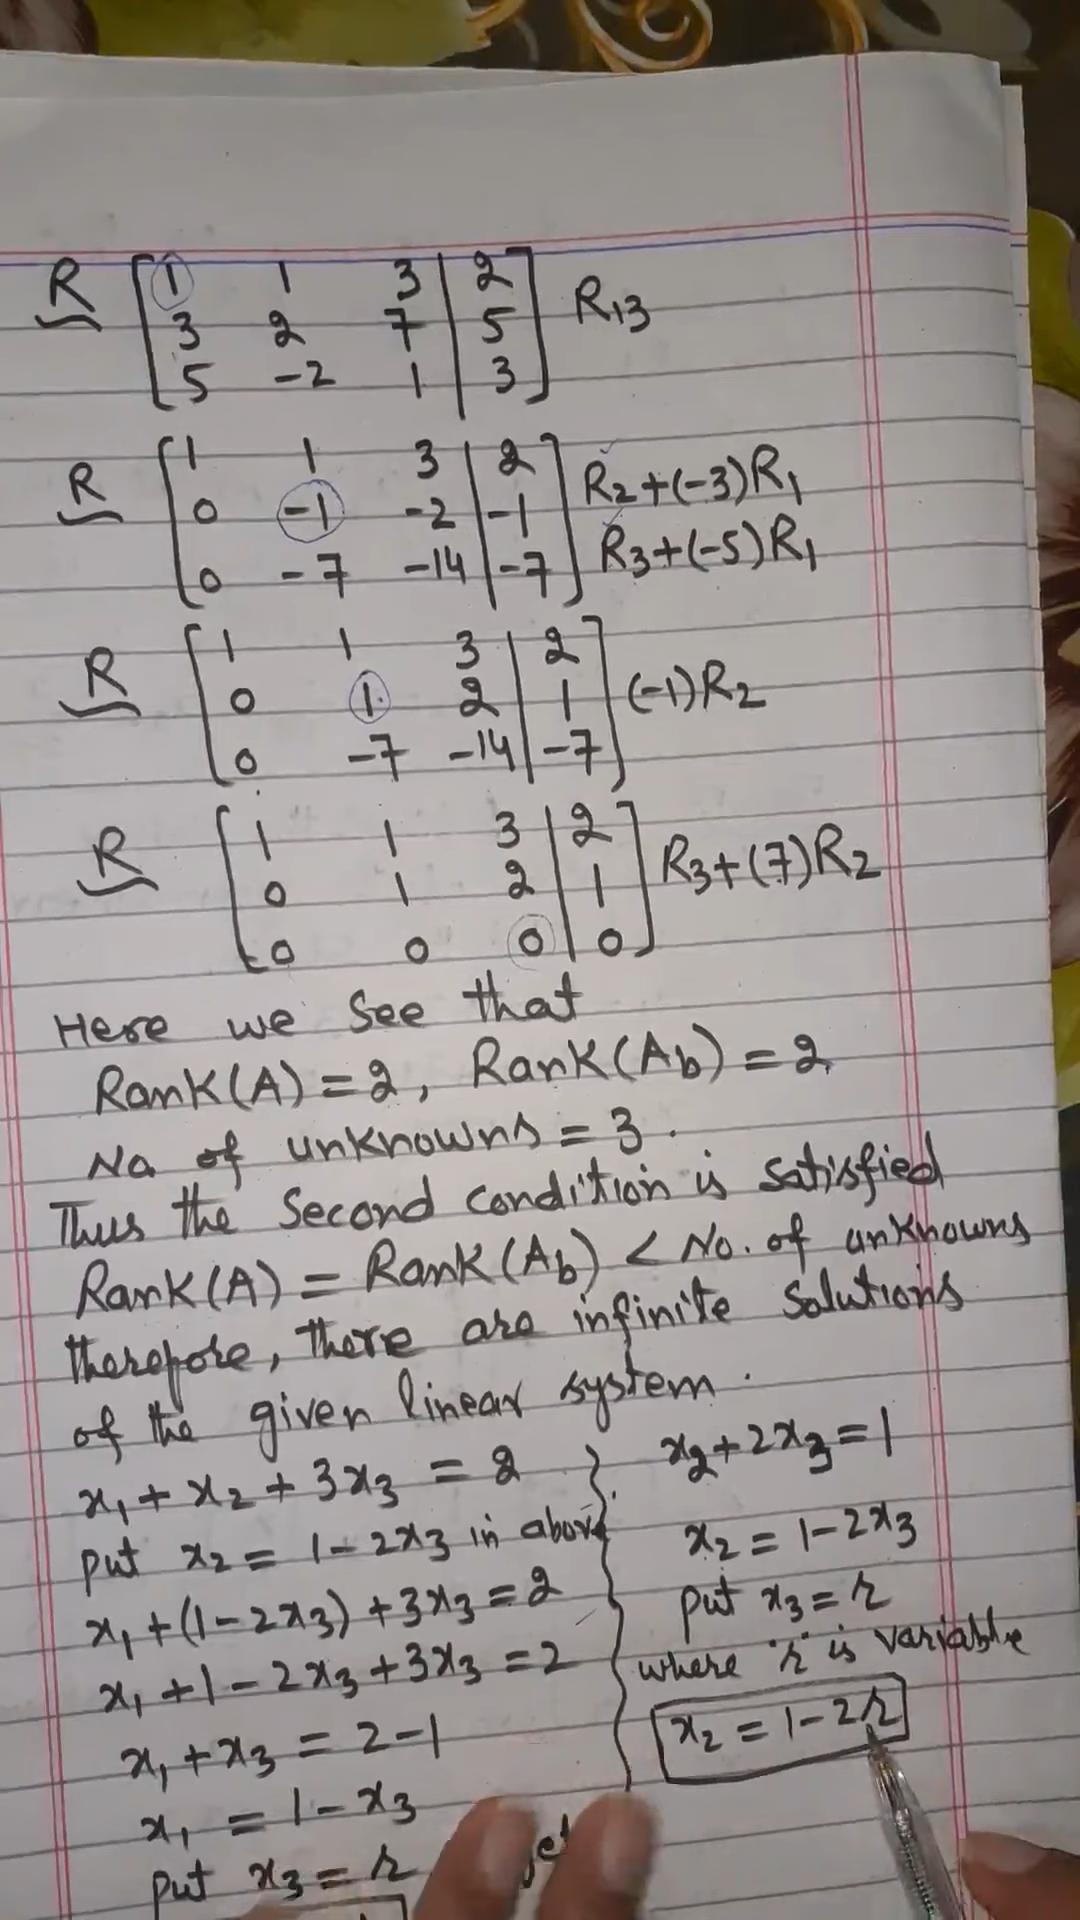 R [1 1 3 | 2] R13
3 2 7 | 5
5 -2 1 | 3
R [1 1 3 | 2]
0 -1 -2 | -1 R2+(-3)R1
0 -7 -14 | -7 R3+(-5)R1
R [1 1 3 | 2]
0 1 2 | 1 (-1)R2
0 -7 -14 | -7
R [1 1 3 | 2]
0 1 2 | 1 R3+(7)R2
0 0 0 | 0
Here we see that
Rank(A) = 2, Rank(Ab) = 2
No of unknowns = 3.
Thus the second condition is satisfied
Rank(A) = Rank(Ab) < No. of unknowns
therefore, there are infinite solutions
of the given linear system.
x1 + x2 + 3x3 = 2
put x2 = 1-2x3 in above
x1 + (1-2x3) + 3x3 = 2
x1 + 1 - 2x3 + 3x3 = 2
x1 + x3 = 2-1
x1 = 1-x3
put x3 = r
x2 + 2x3 = 1
x2 = 1-2x3
put x3 = r
where 'r' is variable
x2 = 1-2r